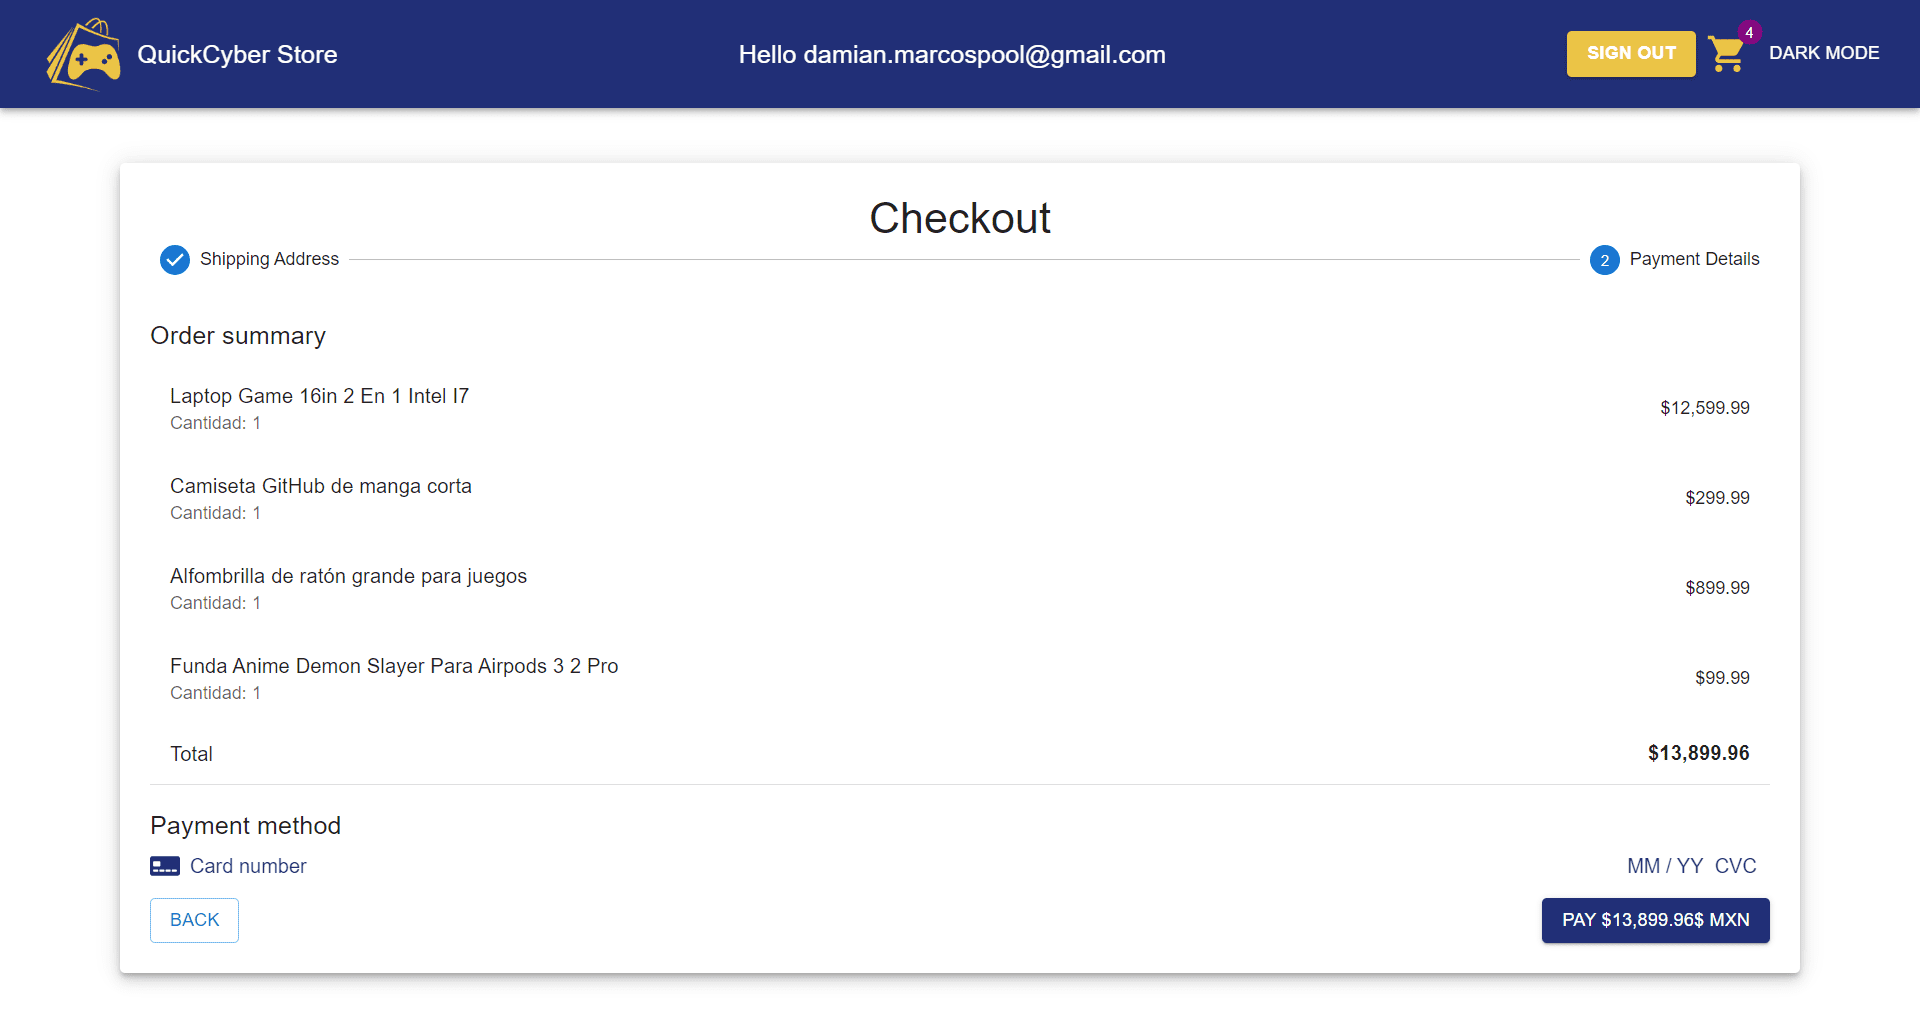 QuickCyber Store
Hello damian.marcospool@gmail.com
SIGN OUT
4
DARK MODE
Checkout
Shipping Address
2
Payment Details
Order summary
Laptop Game 16in 2 En 1 Intel I7
Cantidad: 1
$12,599.99
Camiseta GitHub de manga corta
Cantidad: 1
$299.99
Alfombrilla de ratón grande para juegos
Cantidad: 1
$899.99
Funda Anime Demon Slayer Para Airpods 3 2 Pro
Cantidad: 1
$99.99
Total
$13,899.96
Payment method
Card number
MM / YY CVC
BACK
PAY $13,899.96$ MXN